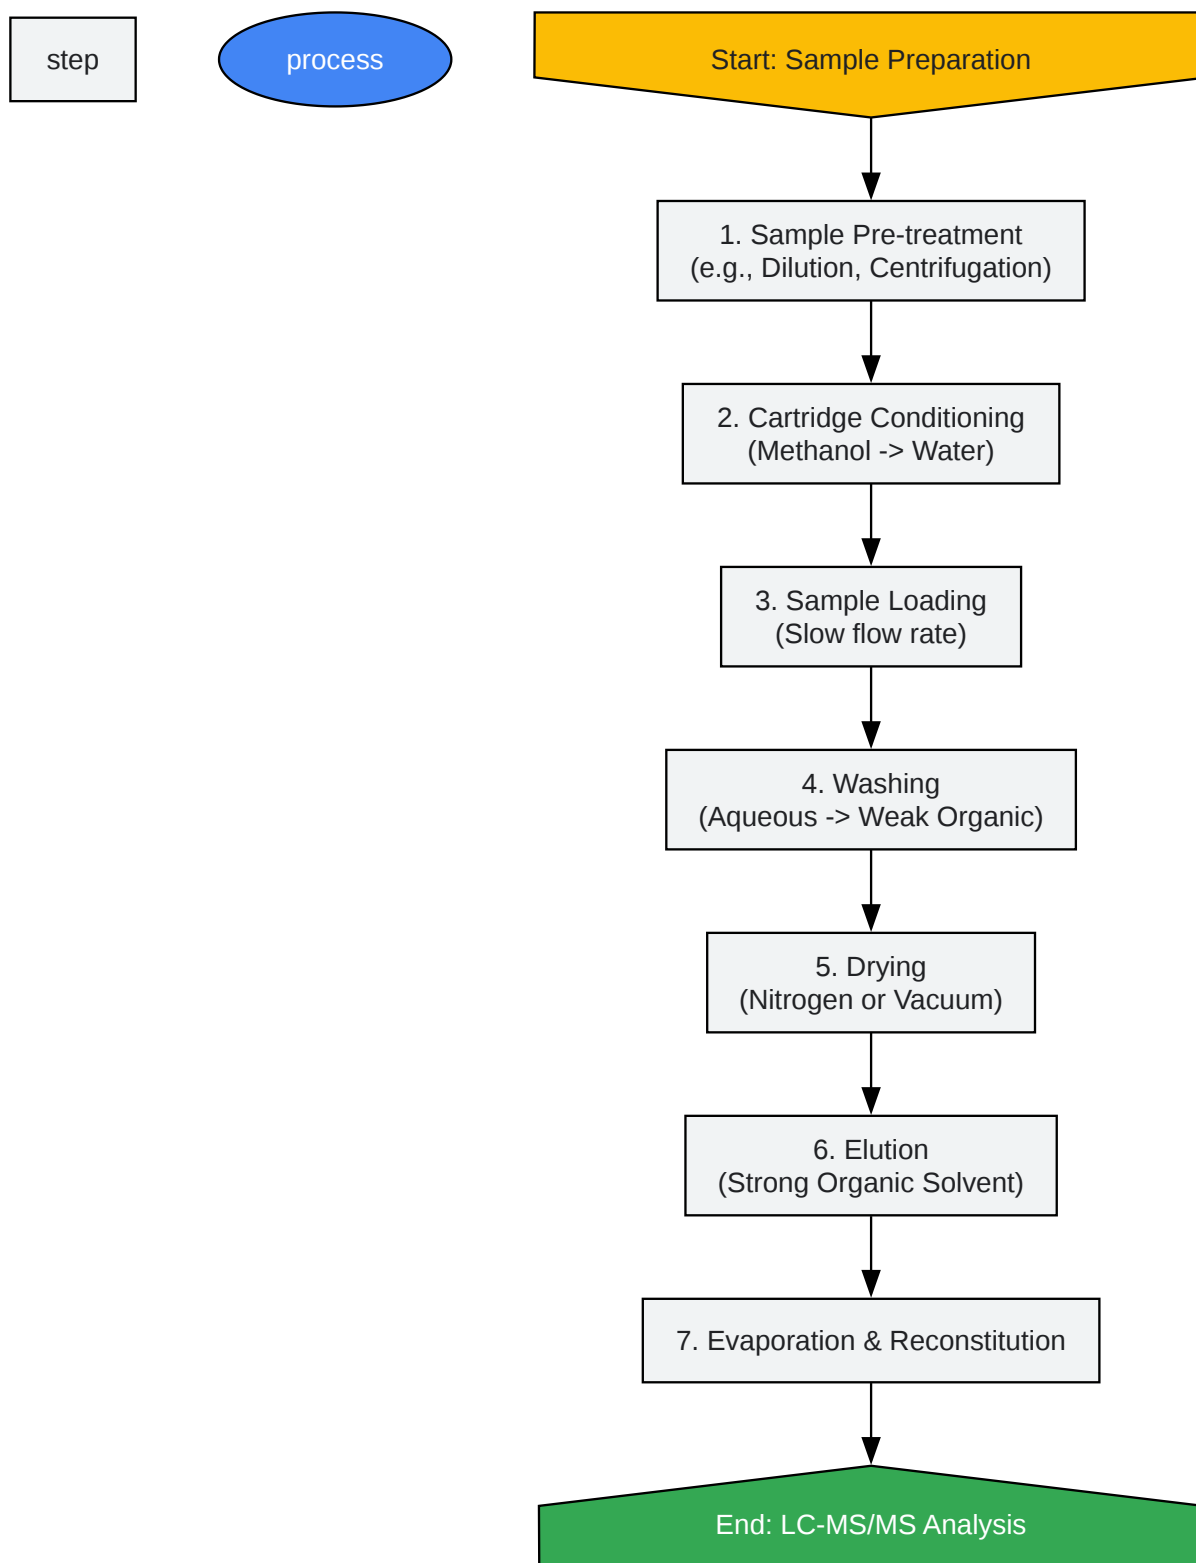 step
process
Start: Sample Preparation
1. Sample Pre-treatment
(e.g., Dilution, Centrifugation)
2. Cartridge Conditioning
(Methanol -> Water)
3. Sample Loading
(Slow flow rate)
4. Washing
(Aqueous -> Weak Organic)
5. Drying
(Nitrogen or Vacuum)
6. Elution
(Strong Organic Solvent)
7. Evaporation & Reconstitution
End: LC-MS/MS Analysis